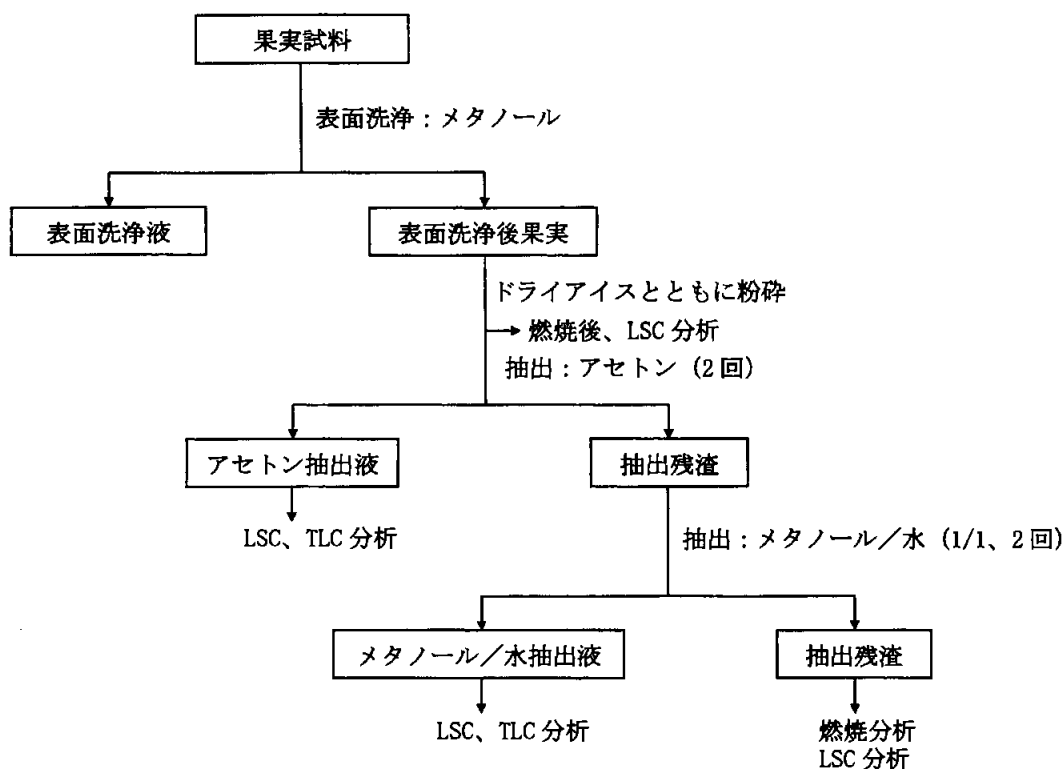 果実試料
表面洗浄：メタノール
表面洗浄液
表面洗浄後果実
ドライアイスとともに粉砕
燃焼後、LSC 分析
抽出：アセトン（2回）
アセトン抽出液
抽出残渣
LSC、TLC 分析
抽出：メタノール／水（1/1、2回）
メタノール／水抽出液
抽出残渣
LSC、TLC 分析
燃焼分析
LSC 分析